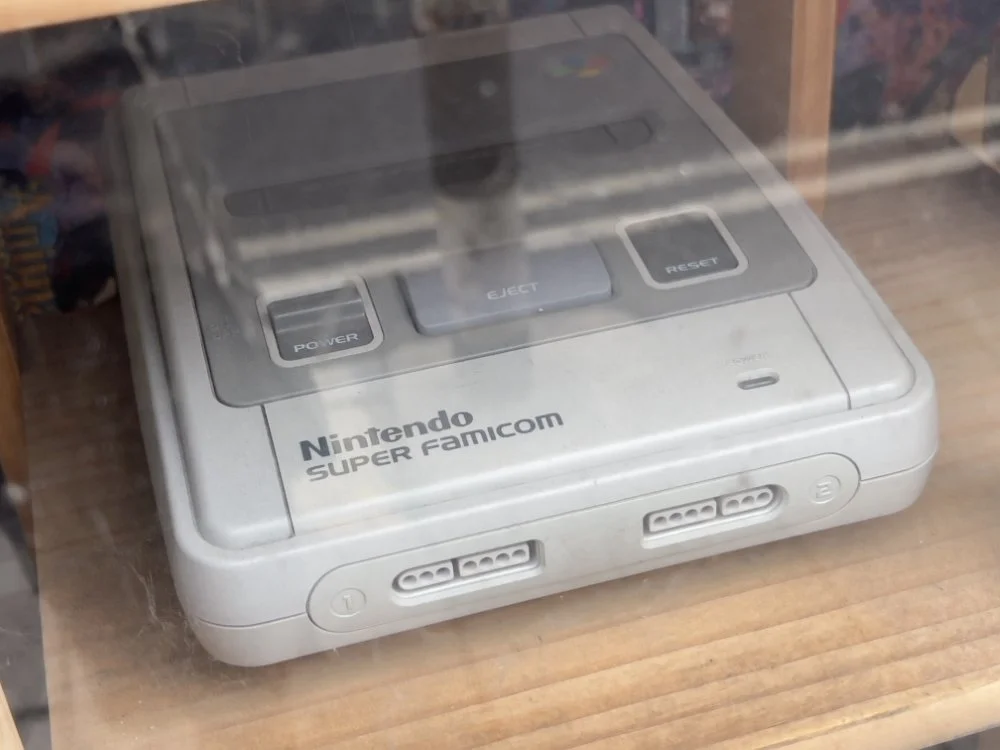 POWER
EJECT
RESET
Nintendo
SUPER FAMICOM
1
2